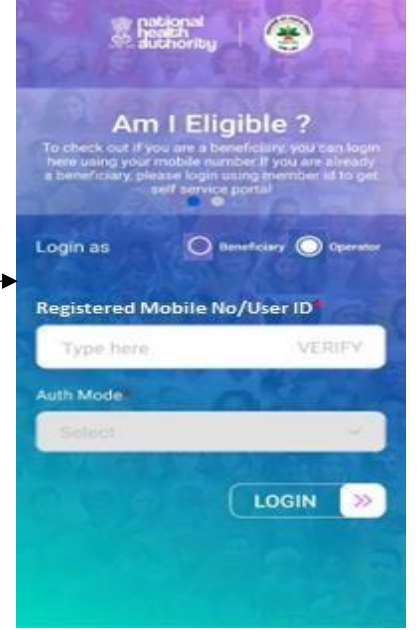 national
health
authority
Am I Eligible ?
To check out if you are a beneficiary, you can login
here using your mobile number.If you are already
a beneficiary, please login using member id to get
self service portal
Login as Beneficiary Operator
Registered Mobile No/User ID*
Type here VERIFY
Auth Mode*
Select
LOGIN »